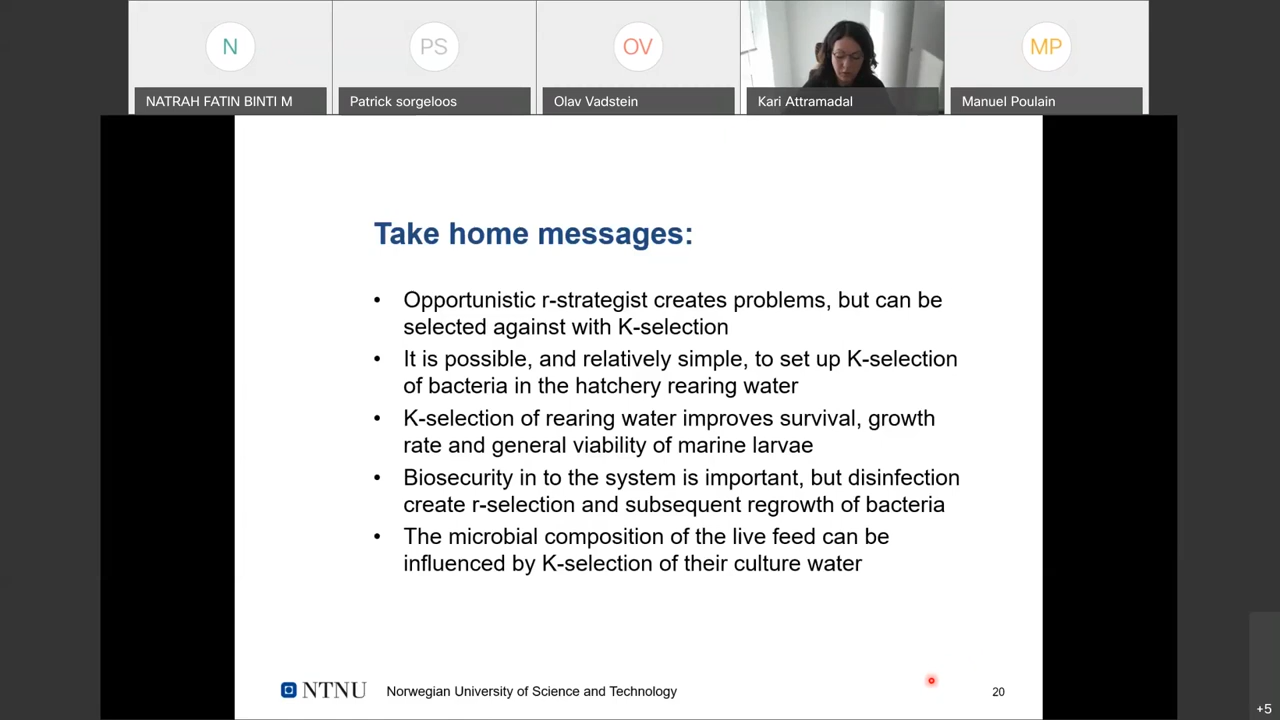 N
PS
OV
MP
NATRAH FATIN BINTI M
Patrick sorgeloos
Olav Vadstein
Kari Attramadal
Manuel Poulain
Take home messages:
• Opportunistic r-strategist creates problems, but can be
selected against with K-selection
• It is possible, and relatively simple, to set up K-selection
of bacteria in the hatchery rearing water
• K-selection of rearing water improves survival, growth
rate and general viability of marine larvae
• Biosecurity in to the system is important, but disinfection
create r-selection and subsequent regrowth of bacteria
• The microbial composition of the live feed can be
influenced by K-selection of their culture water
NTNU Norwegian University of Science and Technology
20
+5